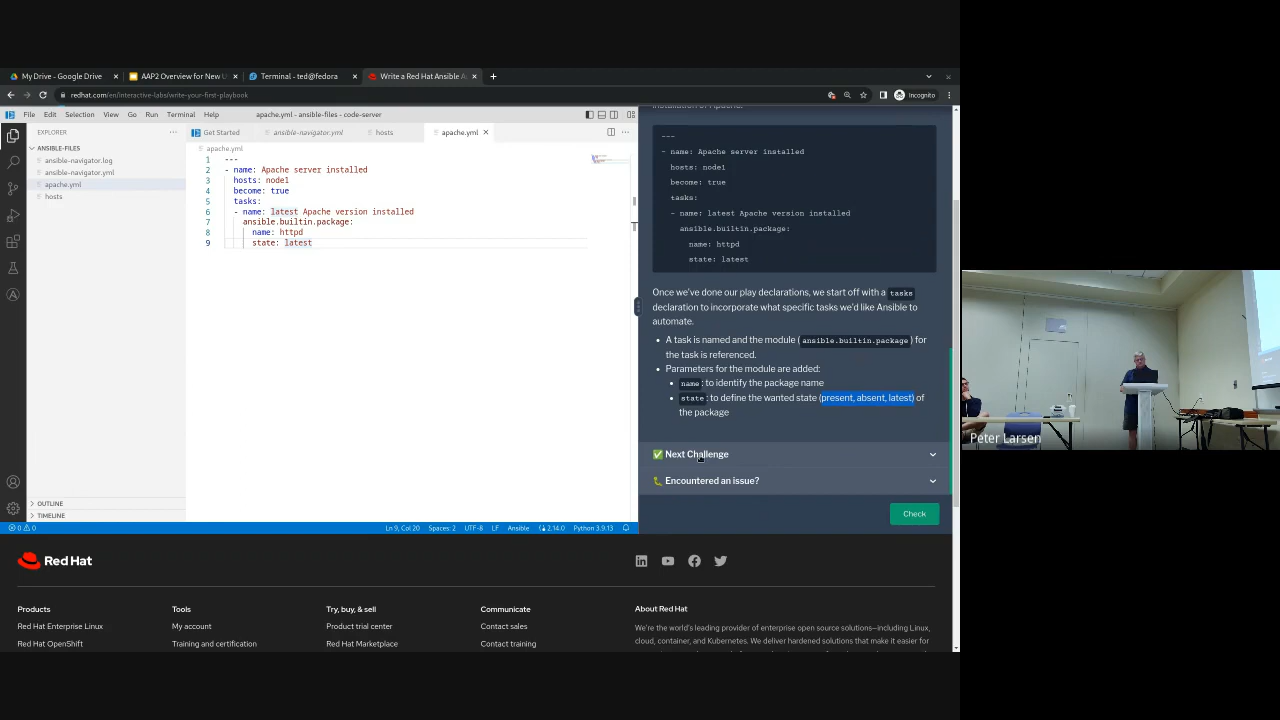 My Drive - Google Drive
AAP2 Overview for New U
Terminal - ted@fedora
Write a Red Hat Ansible A
redhat.com/en/interactive-labs/write-your-first-playbook
Incognito
File Edit Selection View Go Run Terminal Help
apache.yml - ansible-files - code-server
EXPLORER
ANSIBLE-FILES
ansible-navigator.log
ansible-navigator.yml
apache.yml
hosts
OUTLINE
TIMELINE
Get Started
ansible-navigator.yml
hosts
apache.yml
apache.yml
1 ---
2 - name: Apache server installed
3 hosts: node1
4 become: true
5 tasks:
6 - name: latest Apache version installed
7 ansible.builtin.package:
8 name: httpd
9 state: latest
0 0
Ln 9, Col 20
Spaces: 2
UTF-8
LF
Ansible
2.14.0
Python 3.9.13
installation of Apache.
---
- name: Apache server installed
hosts: node1
become: true
tasks:
- name: latest Apache version installed
ansible.builtin.package:
name: httpd
state: latest
Once we've done our play declarations, we start off with a tasks
declaration to incorporate what specific tasks we'd like Ansible to
automate.
• A task is named and the module (ansible.builtin.package) for
the task is referenced.
• Parameters for the module are added:
• name: to identify the package name
• state: to define the wanted state (present, absent, latest) of
the package
✅ Next Challenge
🐛 Encountered an issue?
Check
Peter Larsen
Red Hat
Products
Red Hat Enterprise Linux
Red Hat OpenShift
Tools
My account
Training and certification
Try, buy, & sell
Product trial center
Red Hat Marketplace
Communicate
Contact sales
Contact training
About Red Hat
We're the world's leading provider of enterprise open source solutions—including Linux,
cloud, container, and Kubernetes. We deliver hardened solutions that make it easier for